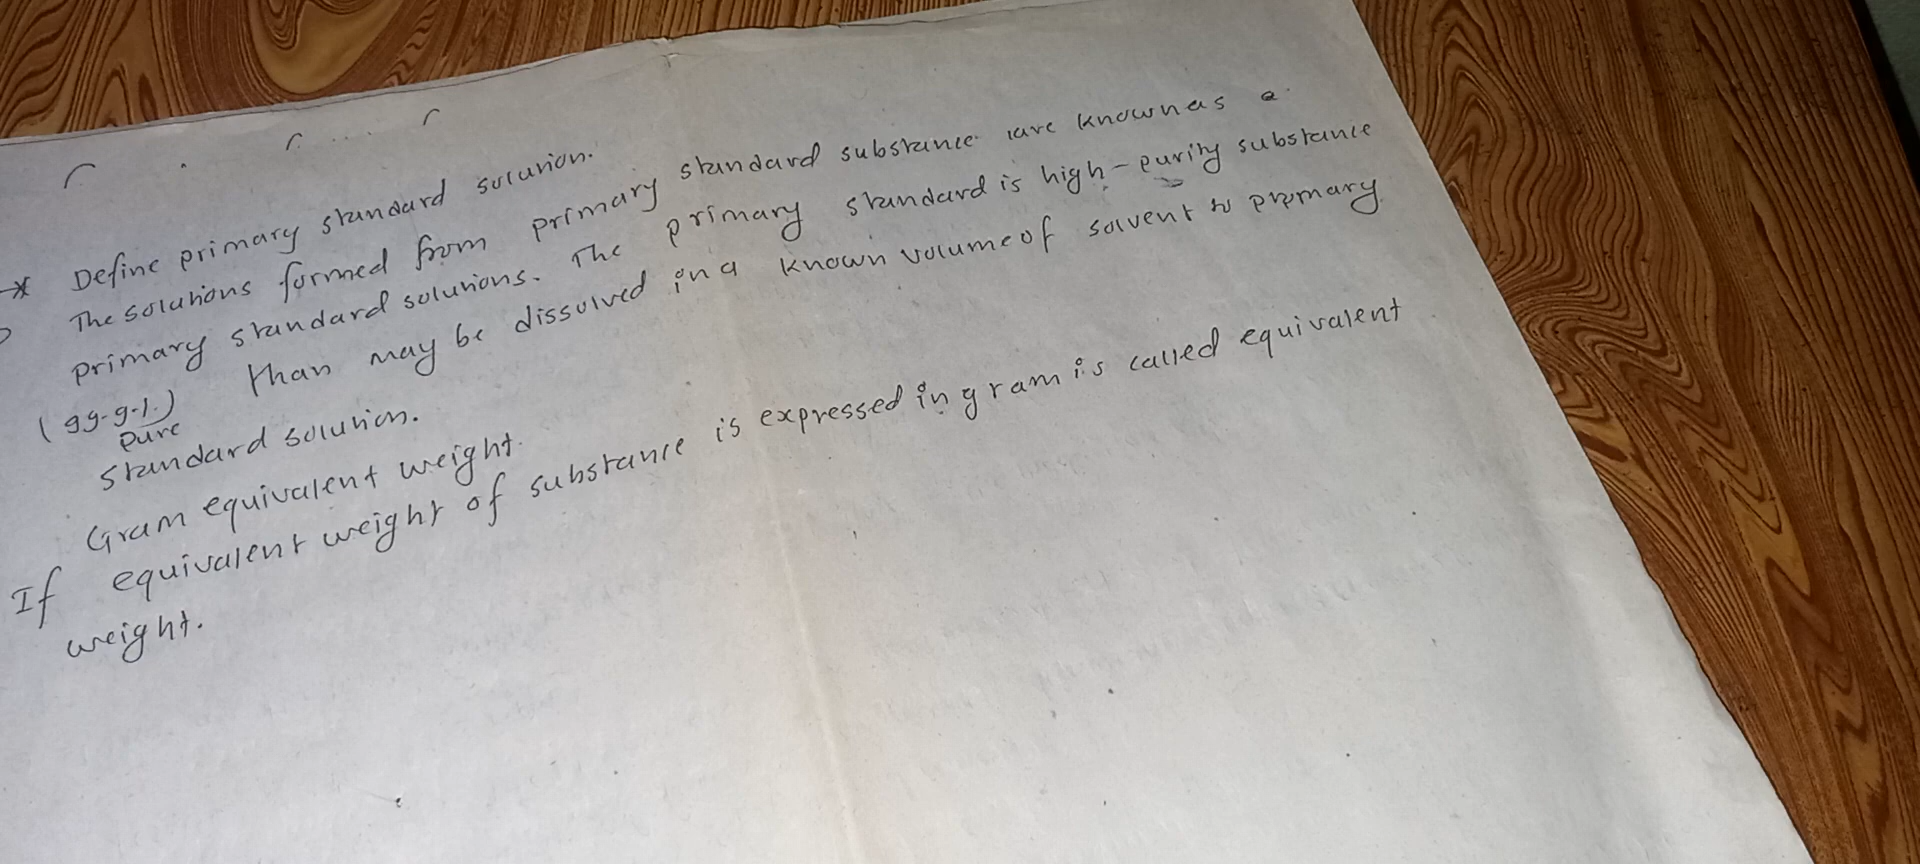 * Define primary standard solution.
The solutions formed from primary standard substance are known as a
primary standard solutions. The primary standard is high-purity substance
(99.9%) than may be dissolved in a known volume of solvent to primary
pure
standard solution.
Gram equivalent weight.
If equivalent weight of substance is expressed in gram is called equivalent
weight.